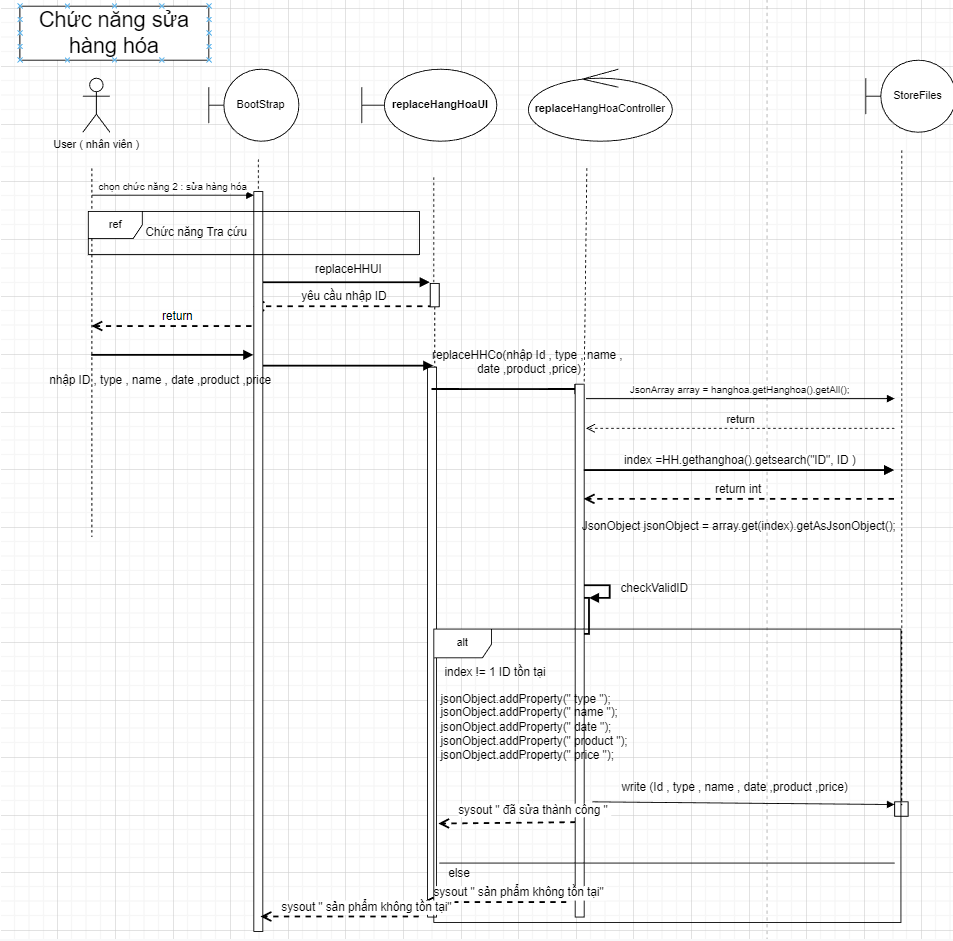 Chức năng sửa
hàng hóa
BootStrap
replaceHangHoaUI
replaceHangHoaController
StoreFiles
User ( nhân viên )
chọn chức năng 2 : sửa hàng hóa
ref
Chức năng Tra cứu
replaceHHUI
yêu cầu nhập ID
return
replaceHHCo(nhập Id , type , name ,
date ,product ,price)
nhập ID , type , name , date ,product ,price
JsonArray array = hanghoa.getHanghoa().getAll();
return
index =HH.gethanghoa().getsearch("ID", ID )
return int
JsonObject jsonObject = array.get(index).getAsJsonObject();
checkValidID
alt
index != 1 ID tồn tại
jsonObject.addProperty(" type ");
jsonObject.addProperty(" name ");
jsonObject.addProperty(" date ");
jsonObject.addProperty(" product ");
jsonObject.addProperty(" price ");
write (Id , type , name , date ,product ,price)
sysout " đã sửa thành công "
else
sysout " sản phẩm không tồn tại"
sysout " sản phẩm không tồn tại"